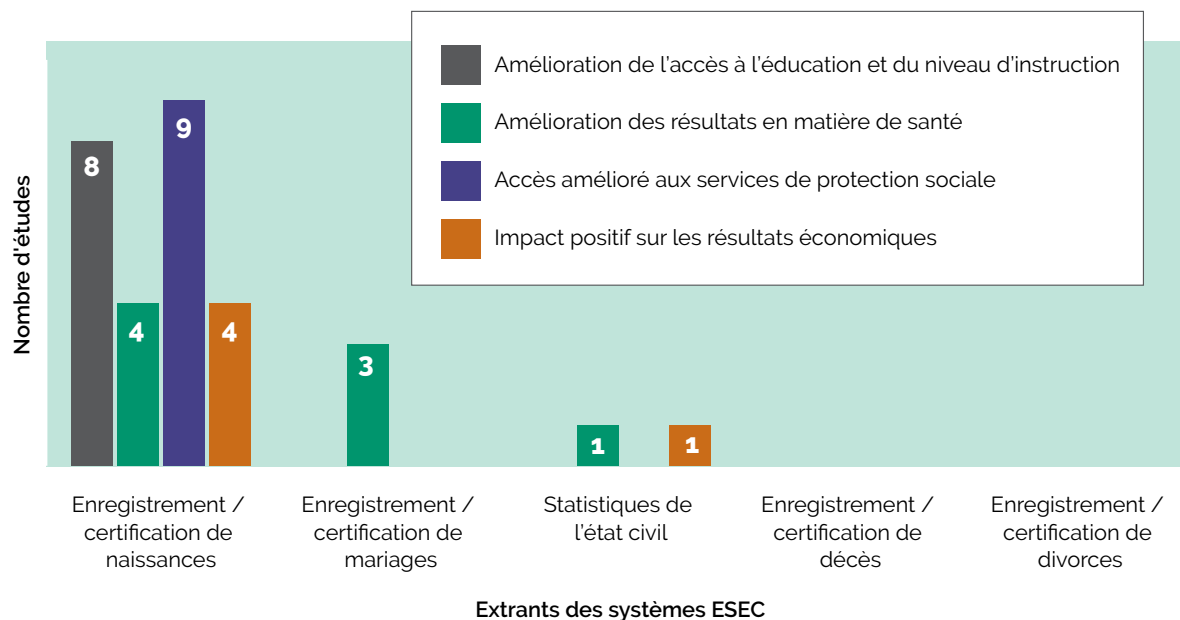 Amélioration de l'accès à l'éducation et du niveau d'instruction
Amélioration des résultats en matière de santé
Accès amélioré aux services de protection sociale
Impact positif sur les résultats économiques
Nombre d'études
8
4
9
4
3
1
1
Enregistrement /
certification de
naissances
Enregistrement /
certification de
mariages
Statistiques de
l'état civil
Enregistrement /
certification de
décès
Enregistrement /
certification de
divorces
Extrants des systèmes ESEC